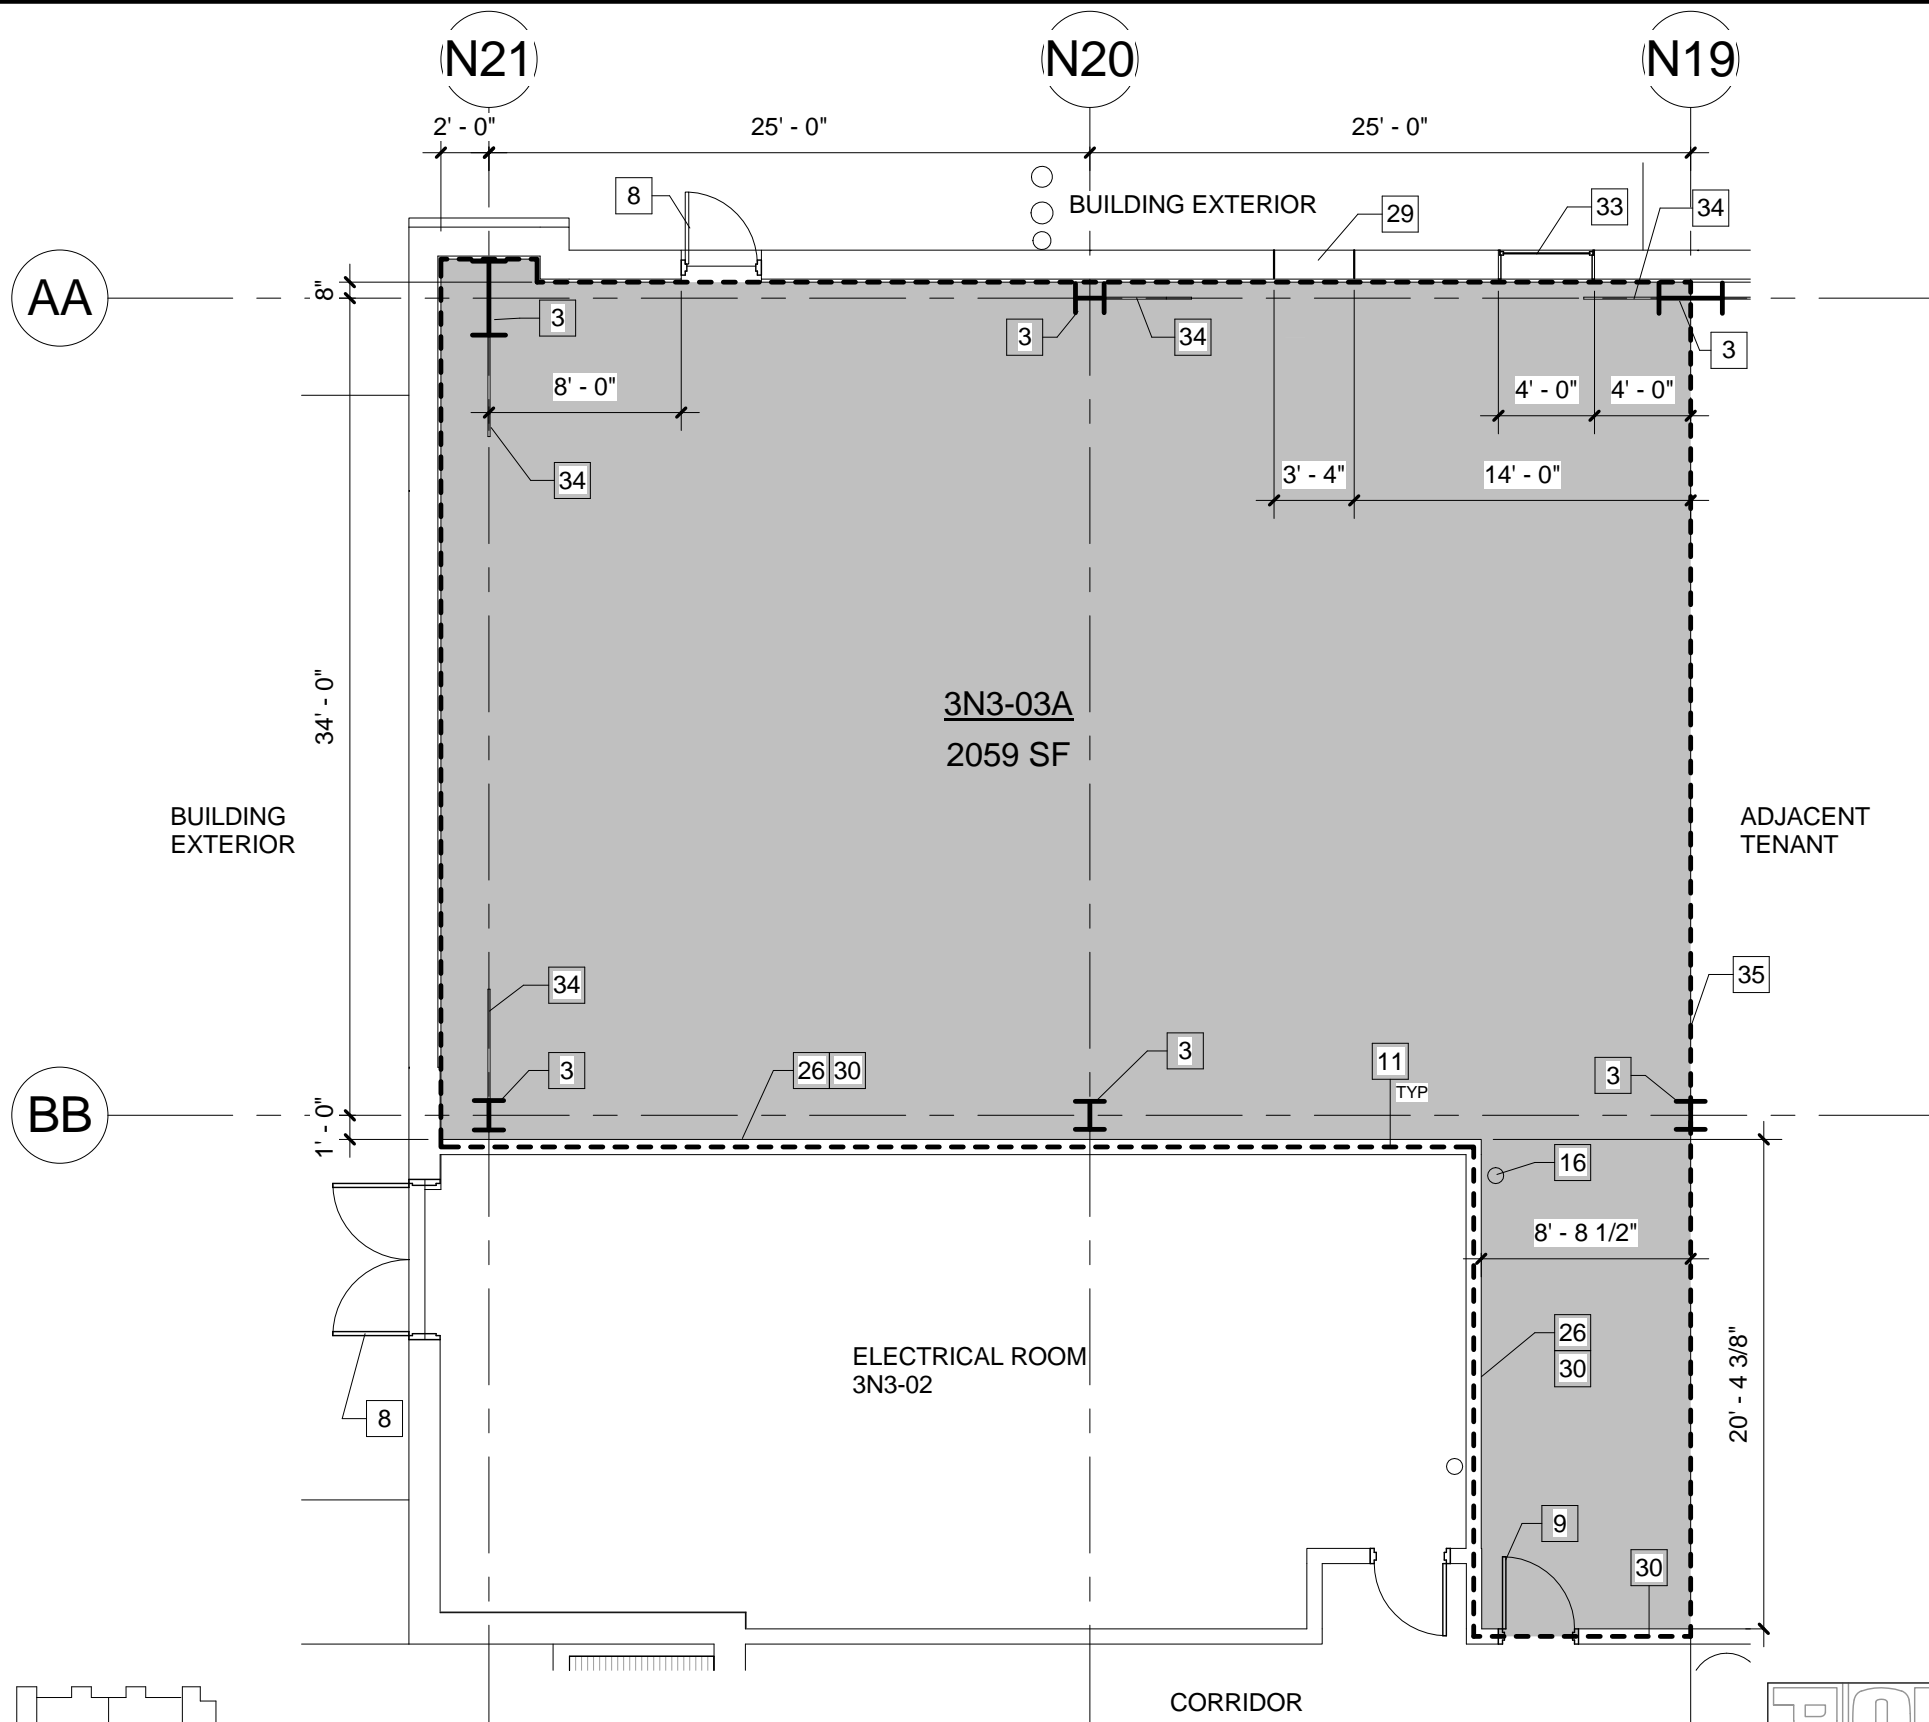 N21
N20
N19
2' - 0"
25' - 0"
25' - 0"
8
BUILDING EXTERIOR
29
33
34
AA
8"
3
3
34
3
8' - 0"
4' - 0"
4' - 0"
34
3' - 4"
14' - 0"
34' - 0"
3N3-03A
2059 SF
BUILDING
EXTERIOR
ADJACENT
TENANT
35
34
3
26 30
3
11
TYP
3
BB
1' - 0"
16
8' - 8 1/2"
26
30
20' - 4 3/8"
ELECTRICAL ROOM
3N3-02
8
9
30
CORRIDOR